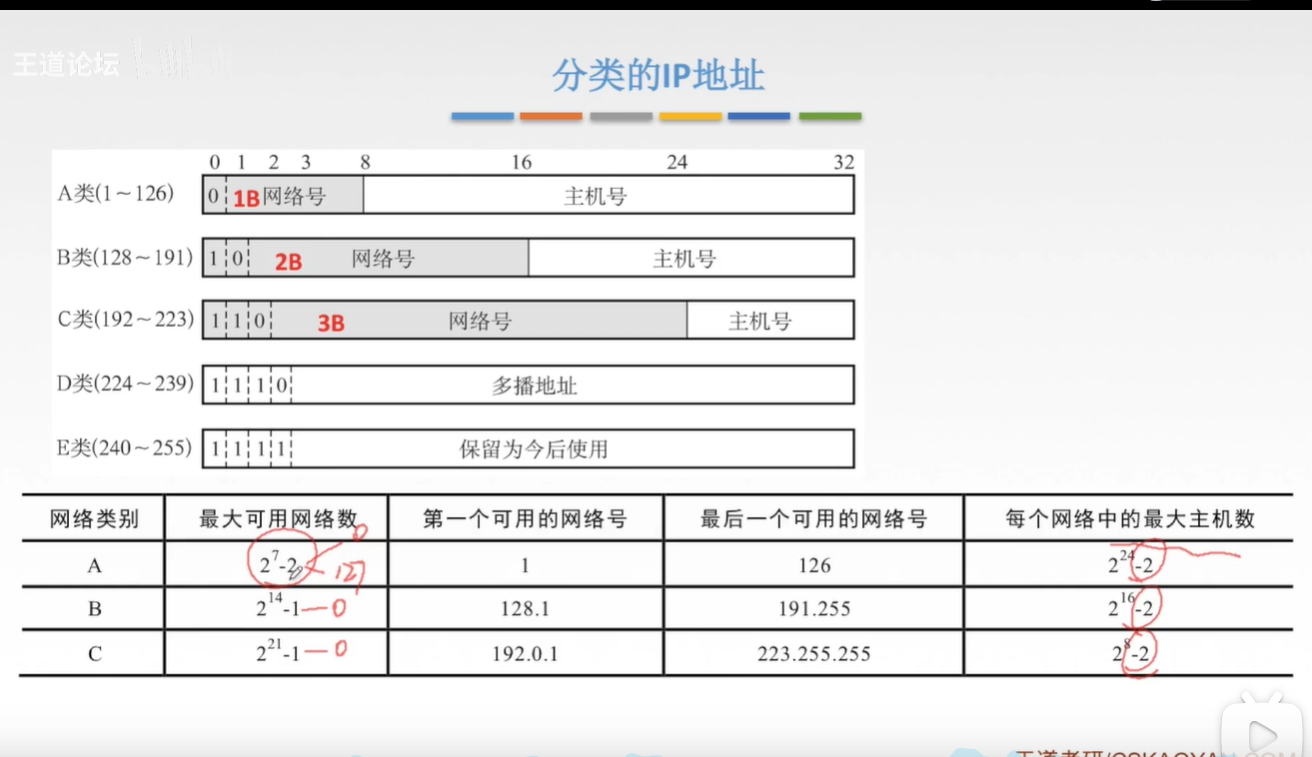 王道论坛
分类的IP地址
0 1 2 3 8 16 24 32
A类(1～126) 0 1B 网络号 主机号
B类(128～191) 1 0 2B 网络号 主机号
C类(192～223) 1 1 0 3B 网络号 主机号
D类(224～239) 1 1 1 0 多播地址
E类(240～255) 1 1 1 1 保留为今后使用
网络类别 最大可用网络数 第一个可用的网络号 最后一个可用的网络号 每个网络中的最大主机数
0
A 2^7-2 127 1 126 2^24-2
B 2^14-1 0 128.1 191.255 2^16-2
C 2^21-1 0 192.0.1 223.255.255 2^8-2